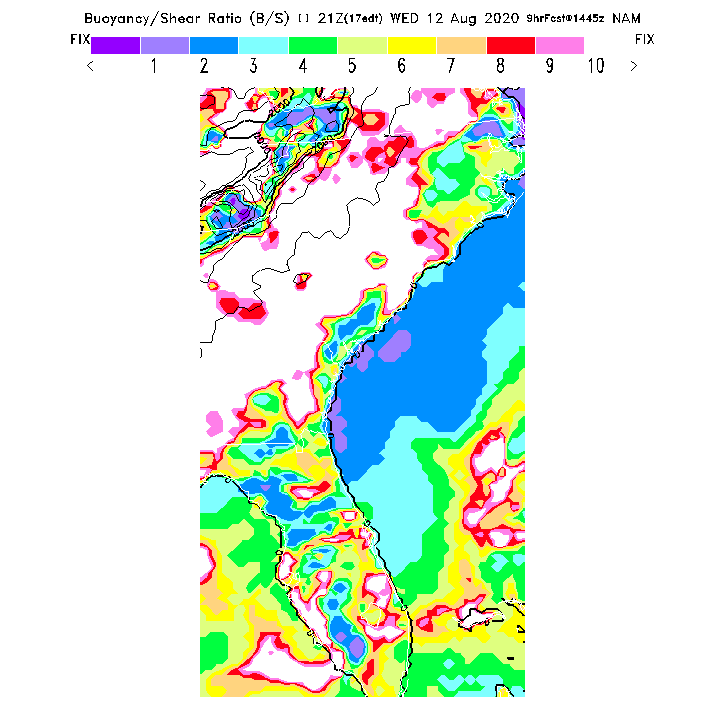 Buoyancy/Shear Ratio (B/S) [] 21Z(17edt) WED 12 Aug 2020 9hrFcst@1445z NAM
FIX FIX
< 1 2 3 4 5 6 7 8 9 10 >